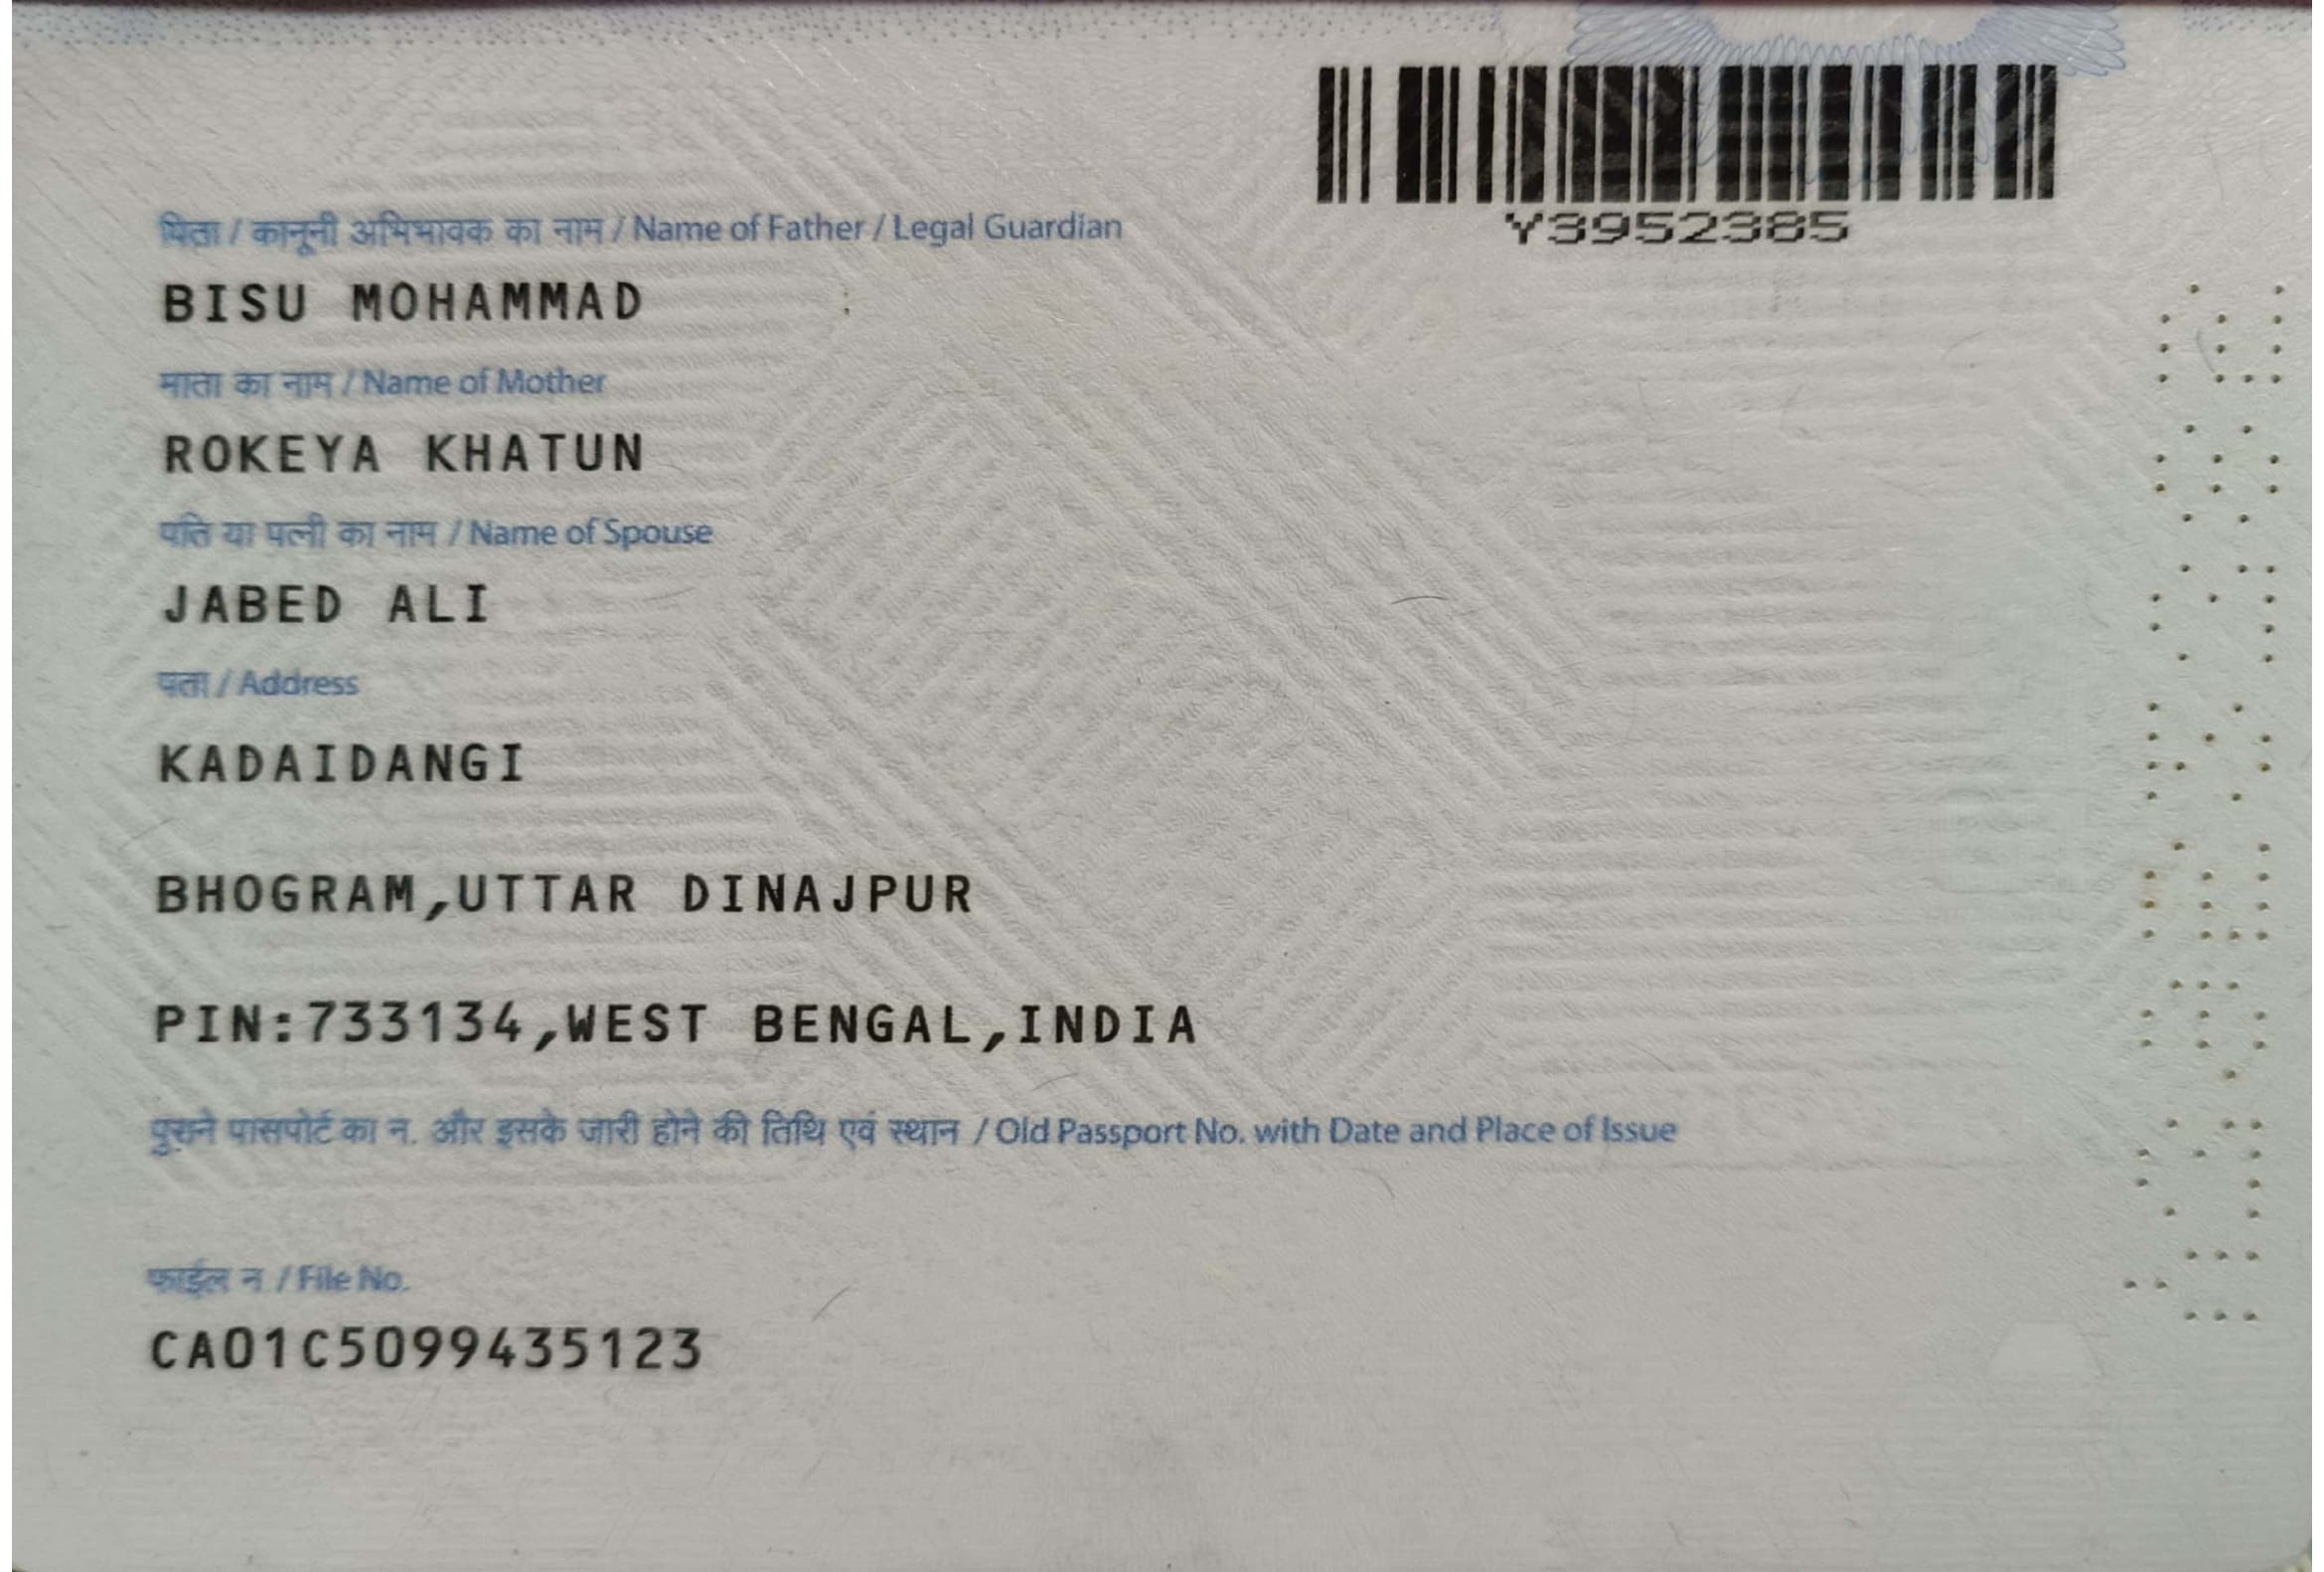 Y3952385
पिता / कानूनी अभिभावक का नाम / Name of Father / Legal Guardian
BISU MOHAMMAD
माता का नाम / Name of Mother
ROKEYA KHATUN
पति या पत्नी का नाम / Name of Spouse
JABED ALI
पता / Address
KADAIDANGI
BHOGRAM,UTTAR DINAJPUR
PIN:733134,WEST BENGAL,INDIA
पुराने पासपोर्ट का न. और इसके जारी होने की तिथि एवं स्थान / Old Passport No. with Date and Place of Issue
फाईल न / File No.
CA01C5099435123